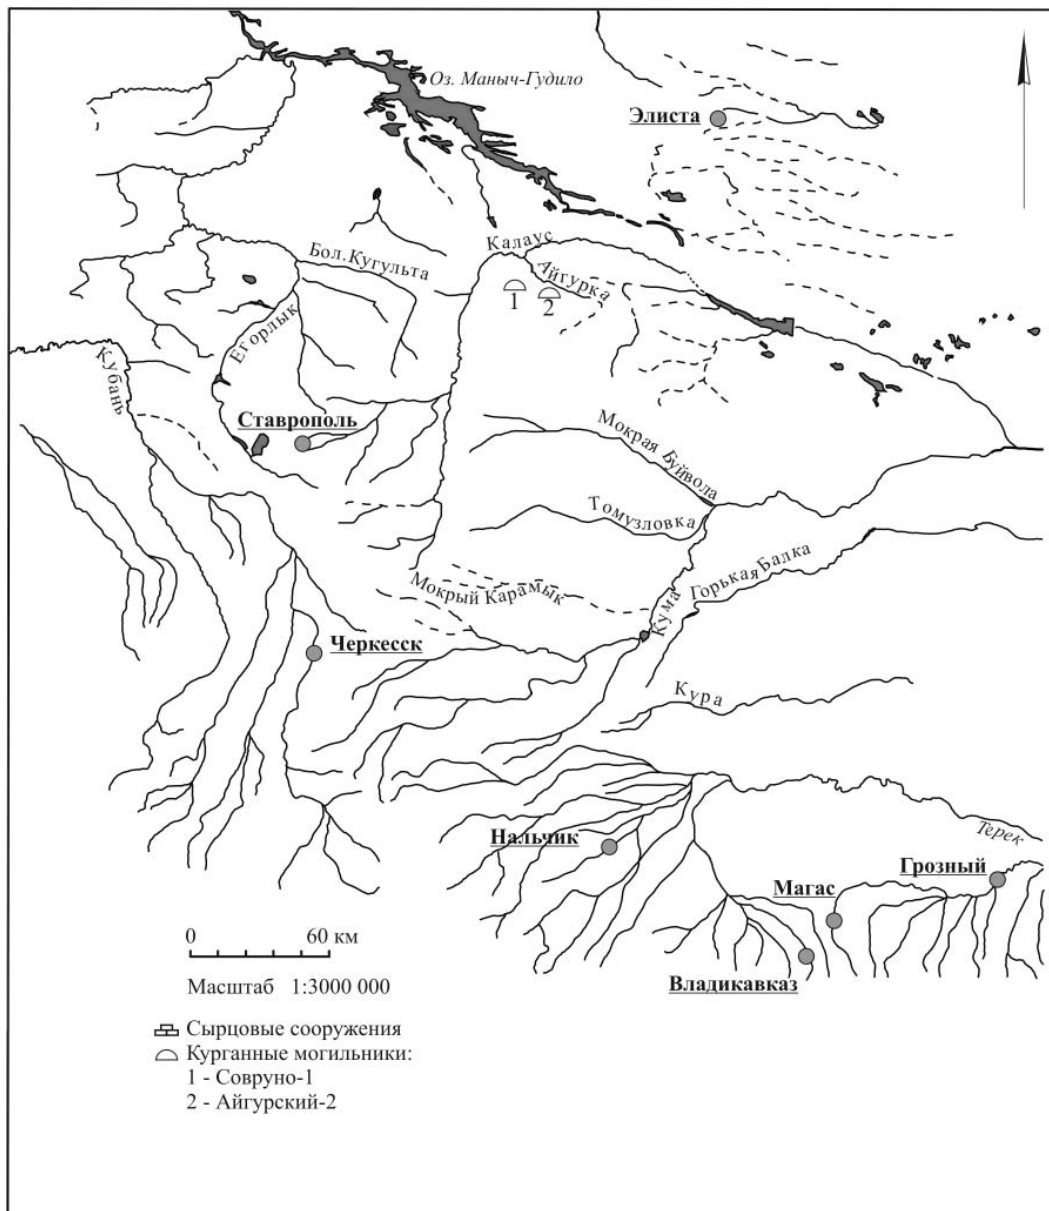 Оз. Маныч-Гудило
Элиста
Калаус
Бол.Кугульта
Айгурка
1
2
Егорлык
Кубань
Ставрополь
Мокрая Буйвола
Томузловка
Горькая Балка
Мокрый Карамык
Кума
Черкесск
Кура
Терек
Нальчик
Грозный
Магас
Владикавказ
0 60 км
Масштаб 1:3000 000
Сырцовые сооружения
Курганные могильники:
1 - Совруно-1
2 - Айгурский-2